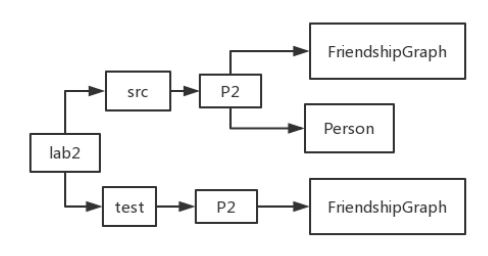 FriendshipGraph
src
P2
Person
lab2
test
P2
FriendshipGraph